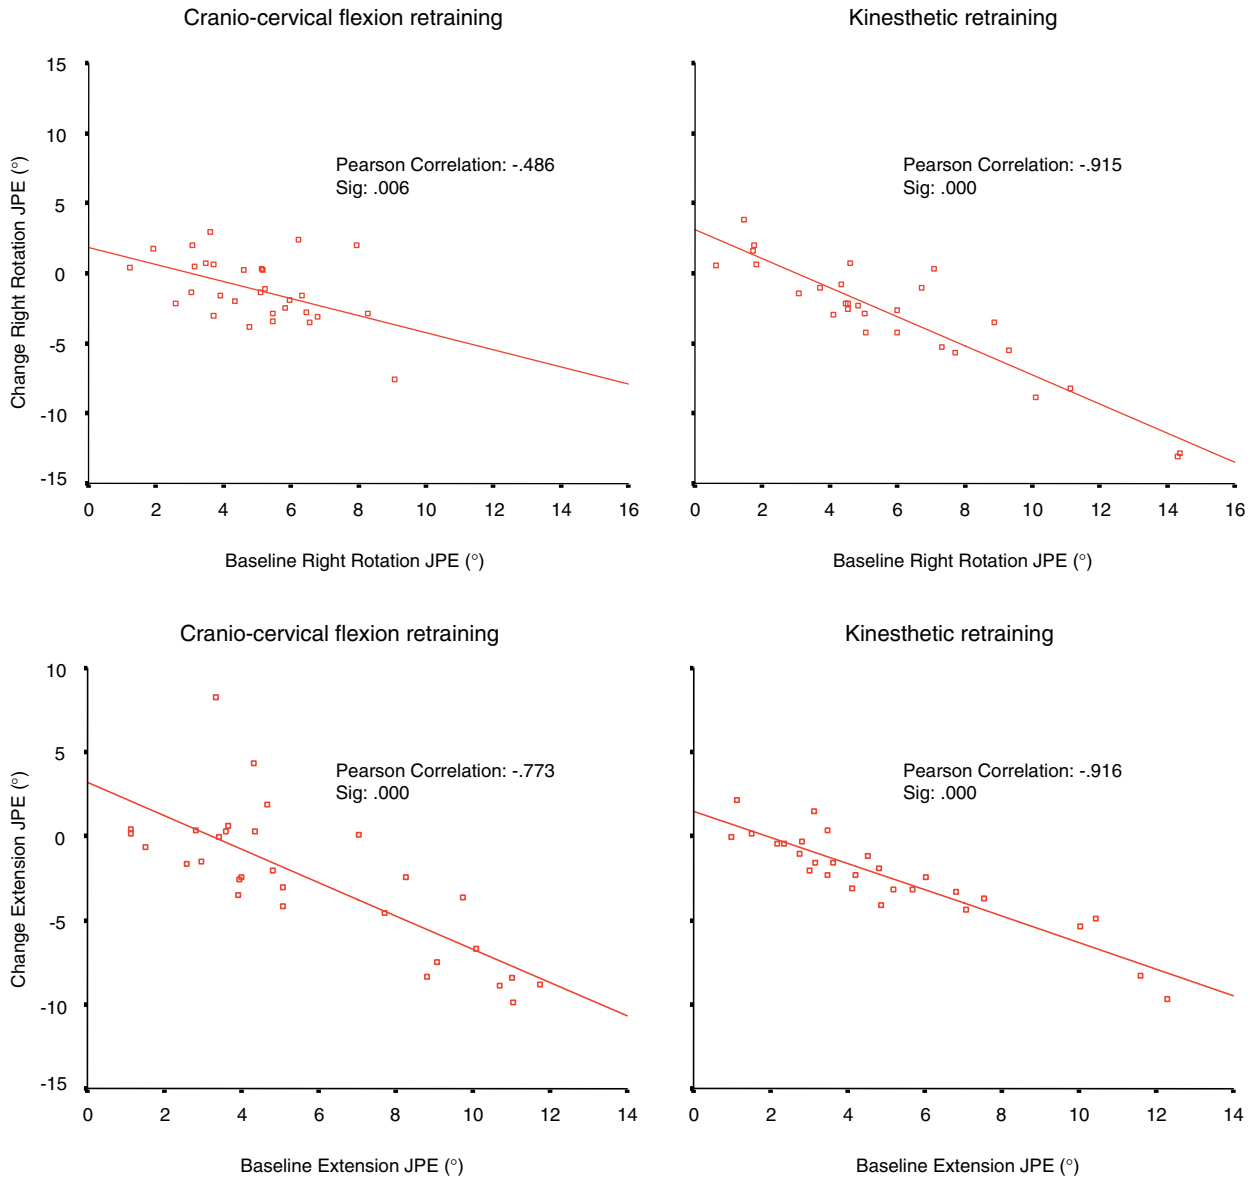 Cranio-cervical flexion retraining
Kinesthetic retraining
Change Right Rotation JPE (°)
15
10
5
0
-5
-10
-15
Pearson Correlation: -.486
Sig: .006
0 2 4 6 8 10 12 14 16
Baseline Right Rotation JPE (°)
Pearson Correlation: -.915
Sig: .000
0 2 4 6 8 10 12 14 16
Baseline Right Rotation JPE (°)
Cranio-cervical flexion retraining
Kinesthetic retraining
Change Extension JPE (°)
10
5
0
-5
-10
-15
Pearson Correlation: -.773
Sig: .000
0 2 4 6 8 10 12 14
Baseline Extension JPE (°)
Pearson Correlation: -.916
Sig: .000
0 2 4 6 8 10 12 14
Baseline Extension JPE (°)